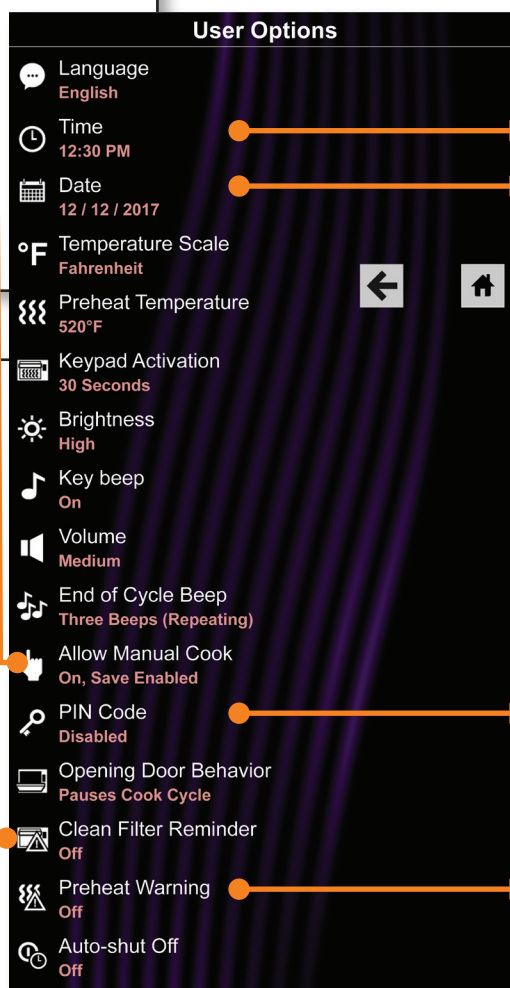 User Options
Language
English
Time
12:30 PM
Date
12 / 12 / 2017
°F
Temperature Scale
Fahrenheit
Preheat Temperature
520°F
Keypad Activation
30 Seconds
Brightness
High
Key beep
On
Volume
Medium
End of Cycle Beep
Three Beeps (Repeating)
Allow Manual Cook
On, Save Enabled
PIN Code
Disabled
Opening Door Behavior
Pauses Cook Cycle
Clean Filter Reminder
Off
Preheat Warning
Off
Auto-shut Off
Off